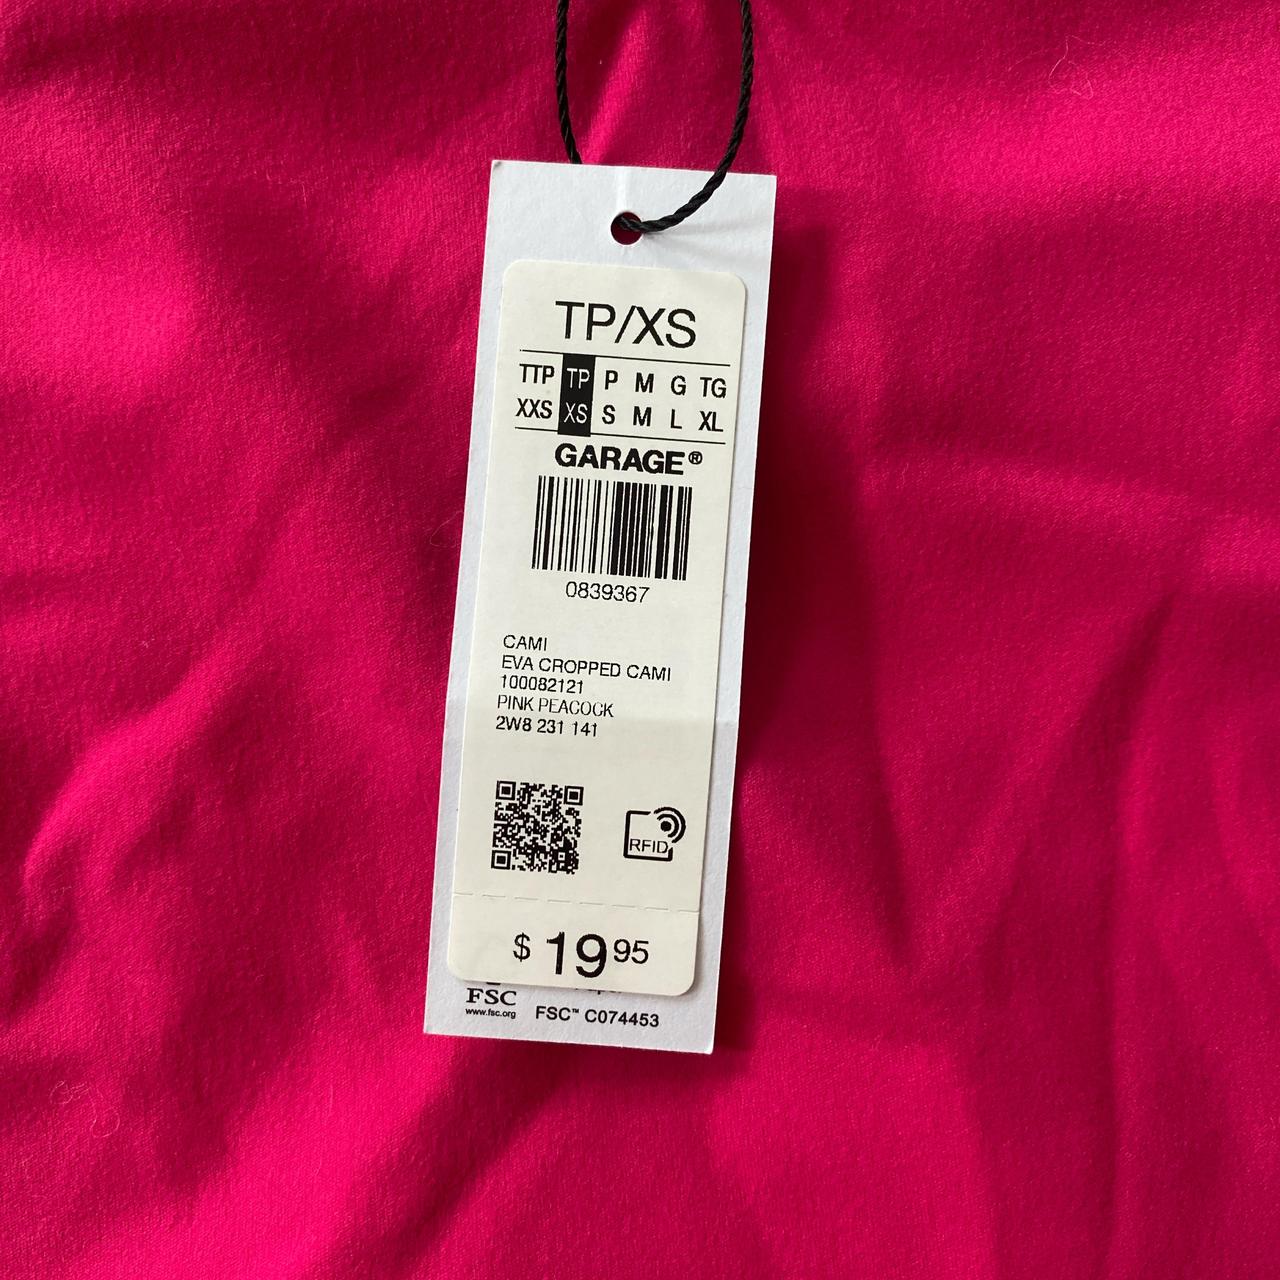 TP/XS
TTP TP P M G TG
XXS XS S M L XL
GARAGE®
0839367
CAMI
EVA CROPPED CAMI
100082121
PINK PEACOCK
2W8 231 141
RFID
$ 19 95
FSC
www.fsc.org FSC™ C074453